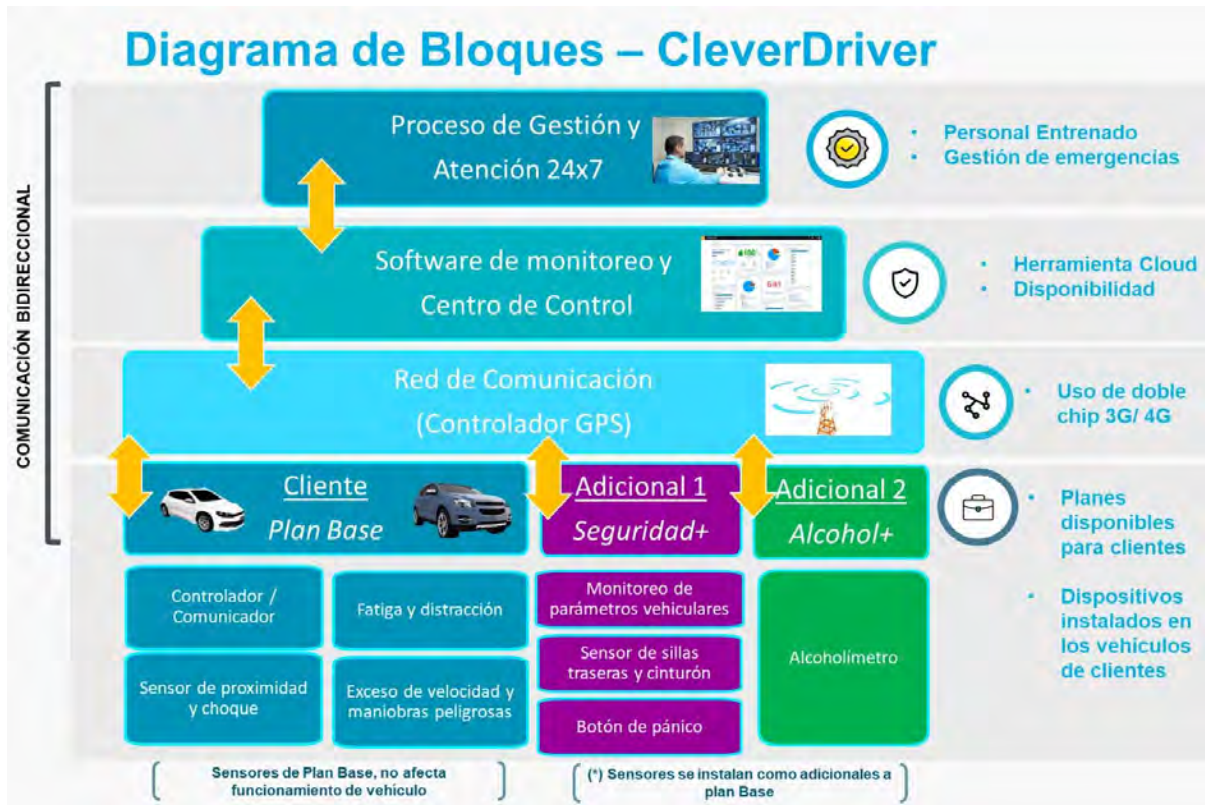 Diagrama de Bloques – CleverDriver
COMUNICACIÓN BIDIRECCIONAL
Proceso de Gestión y
Atención 24x7
• Personal Entrenado
• Gestión de emergencias
Software de monitoreo y
Centro de Control
• Herramienta Cloud
• Disponibilidad
Red de Comunicación
(Controlador GPS)
• Uso de doble
chip 3G/ 4G
Cliente
Plan Base
Adicional 1
Seguridad+
Adicional 2
Alcohol+
• Planes
disponibles
para clientes
• Dispositivos
instalados en
los vehículos
de clientes
Controlador /
Comunicador
Fatiga y distracción
Sensor de proximidad
y choque
Exceso de velocidad y
maniobras peligrosas
Monitoreo de
parámetros vehiculares
Sensor de sillas
traseras y cinturón
Botón de pánico
Alcoholímetro
Sensores de Plan Base, no afecta
funcionamiento de vehículo
(*) Sensores se instalan como adicionales a
plan Base